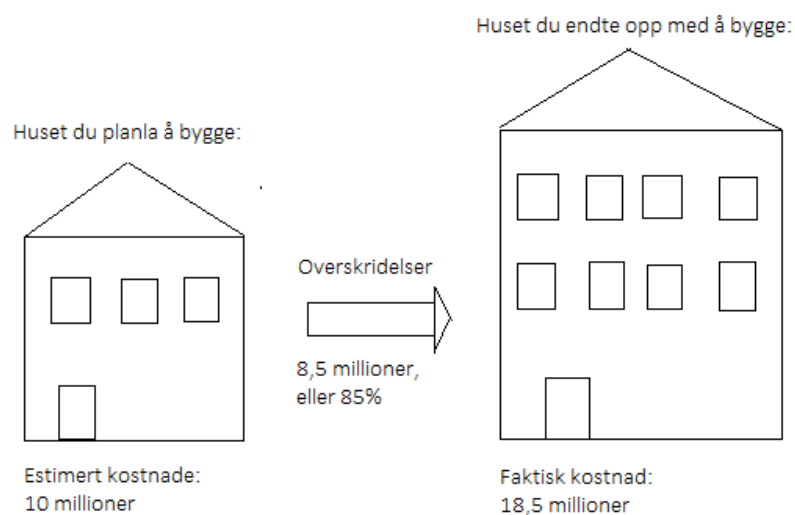 Huset du endte opp med å bygge:
Huset du planla å bygge:
Overskridelser
8,5 millioner,
eller 85%
Estimert kostnade:
10 millioner
Faktisk kostnad:
18,5 millioner